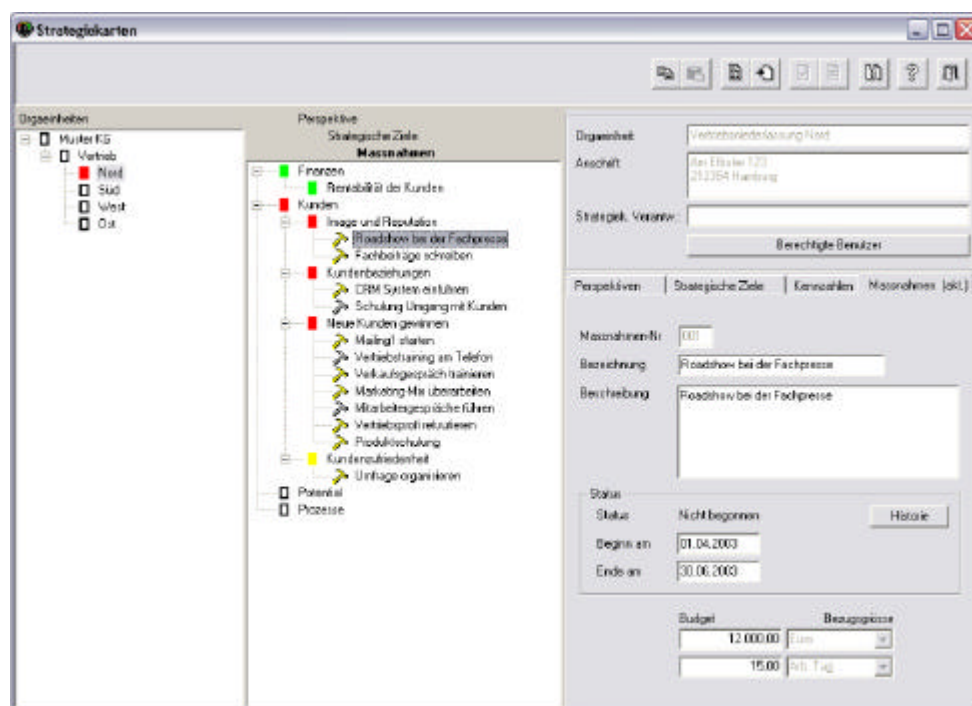 Strategiekarten
Orgaeinheiten
Muster KG
Vertrieb
Nord
Süd
West
Ost
Perspektive
Strategische Ziele
Massnahmen
Finanzen
Rentabilität der Kunden
Kunden
Image und Reputation
Roadshow bei der Fachpresse
Fachbeiträge schreiben
Kundenbeziehungen
CRM System einführen
Schulung Umgang mit Kunden
Neue Kunden gewinnen
Mailing1 starten
Vertriebstraining am Telefon
Verkaufsgespräch trainieren
Marketing-Mix überarbeiten
Mitarbeitergespräche führen
Vertriebsprofi rekrutieren
Produktschulung
Kundenzufriedenheit
Umfrage organisieren
Potential
Prozesse
Orgaeinheit Vertriebsniederlassung Nord
Anschrift
212354 Hamburg
Strategiek. Verantw.:
Berechtigte Benutzer
Perspektiven Strategische Ziele Kennzahlen Massnahmen (akt.)
Massnahmen-Nr 001
Bezeichnung Roadshow bei der Fachpresse
Beschreibung Roadshow bei der Fachpresse
Status
Status Nicht begonnen Historie
Beginn am 01.04.2003
Ende am 30.06.2003
Budget Bezugsgrösse
12.000,00 Euro
15,00 Arb. Tag